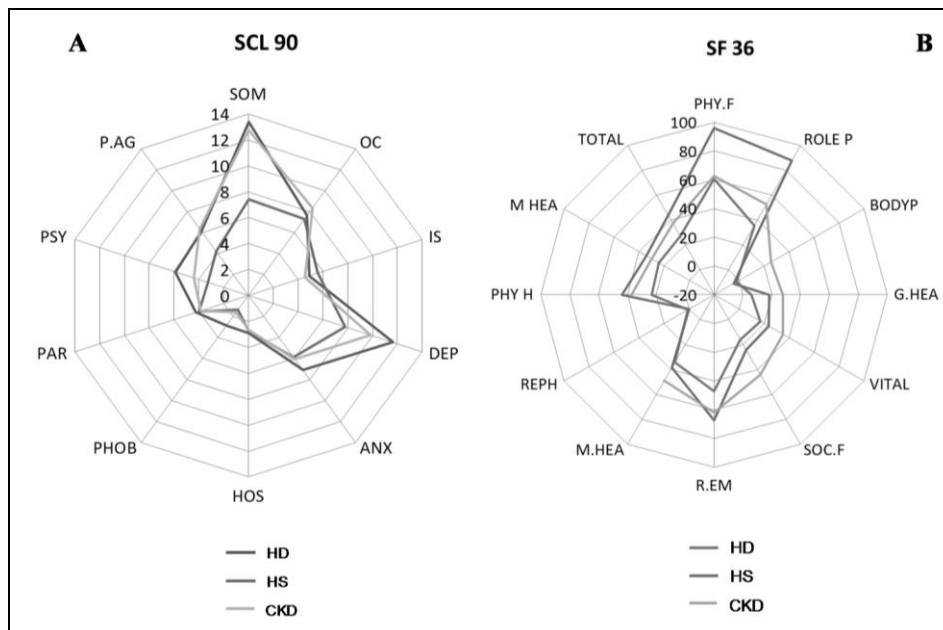 A
SCL 90
SOM
14
12
10
8
6
4
2
0
OC
IS
DEP
ANX
HOS
PHOB
PAR
PSY
P.AG
HD
HS
CKD
B
SF 36
PHY.F
100
80
60
40
20
0
-20
ROLE P
BODYP
G.HEA
VITAL
SOC.F
R.EM
M.HEA
REPH
PHY H
M HEA
TOTAL
HD
HS
CKD